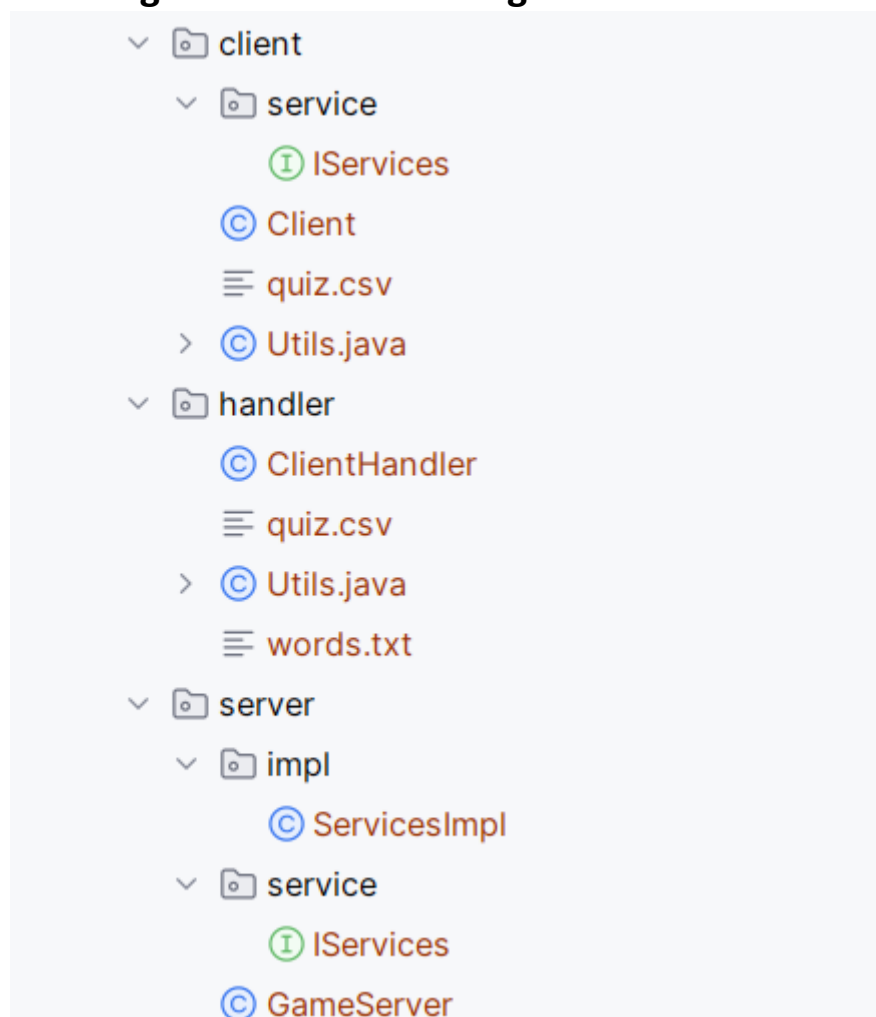 client
service
IServices
Client
quiz.csv
Utils.java
handler
ClientHandler
quiz.csv
Utils.java
words.txt
server
impl
ServicesImpl
service
IServices
GameServer